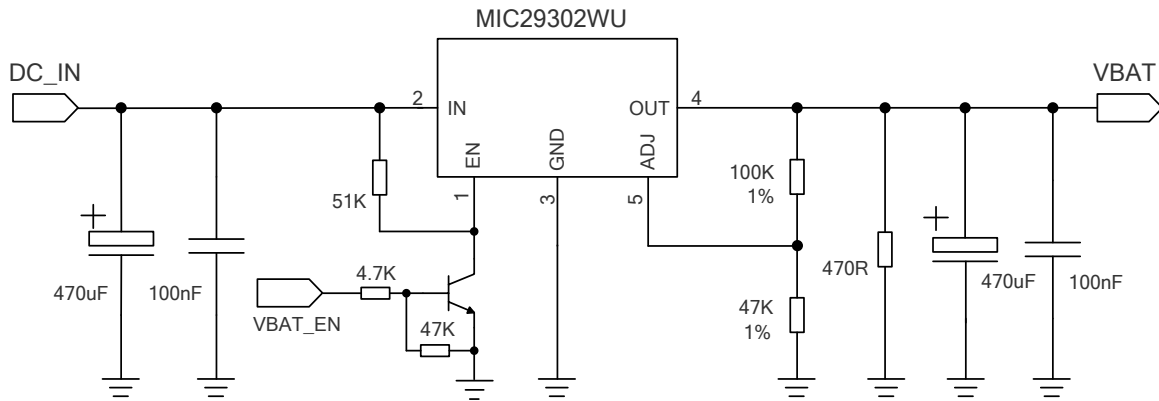 MIC29302WU
DC_IN
VBAT
2
IN
OUT
4
EN
GND
ADJ
1
3
5
51K
100K
1%
470uF
100nF
4.7K
VBAT_EN
47K
470R
47K
1%
470uF
100nF